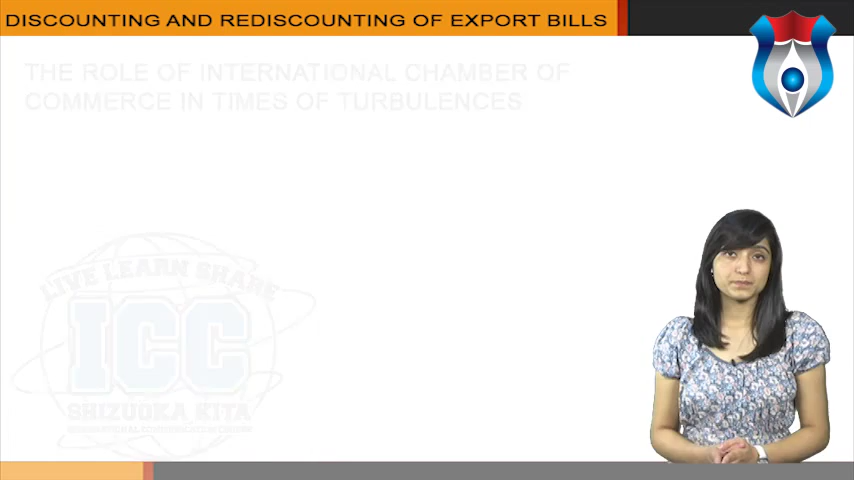 DISCOUNTING AND REDISCOUNTING OF EXPORT BILLS
THE ROLE OF INTERNATIONAL CHAMBER OF
COMMERCE IN TIMES OF TURBULENCES
LIVE LEARN SHARE
ICC
SHIZUOKA KITA